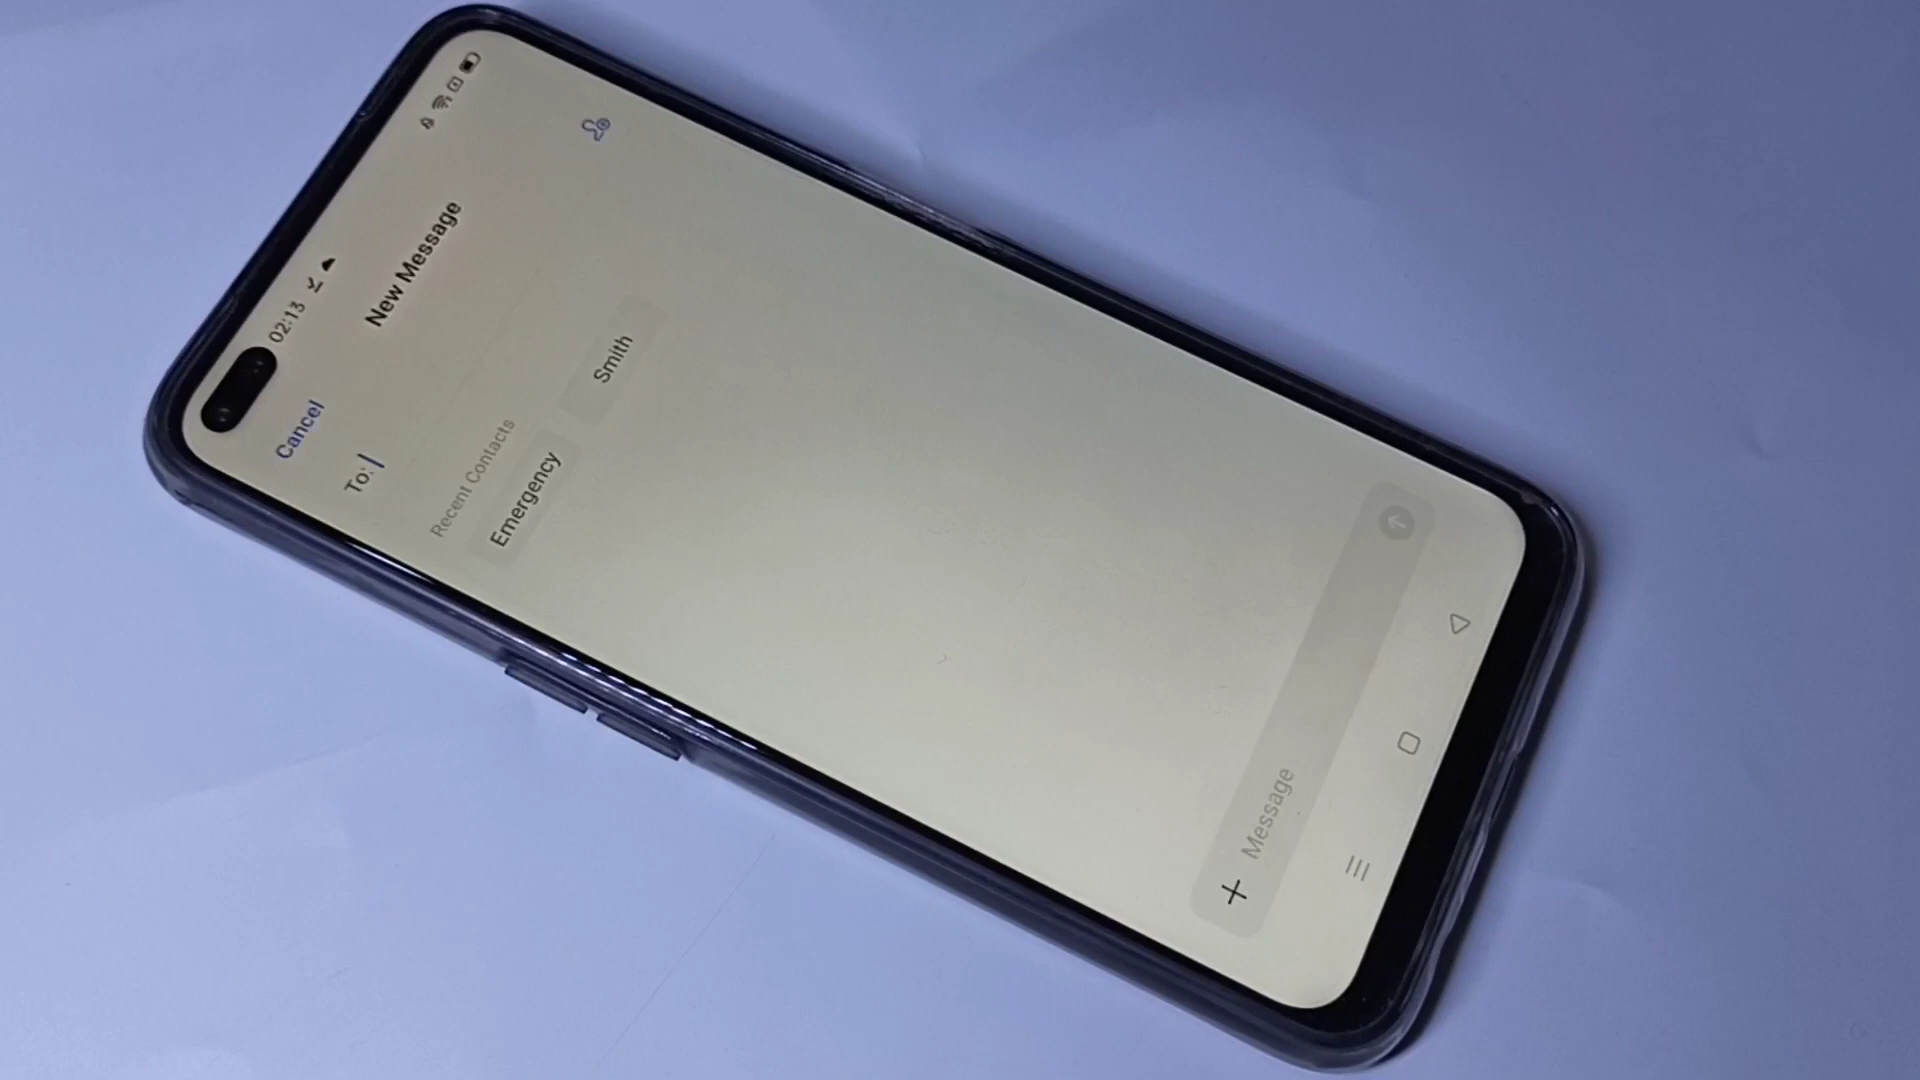 02:13
Cancel
New Message
To:
Recent Contacts
Emergency
Smith
Message